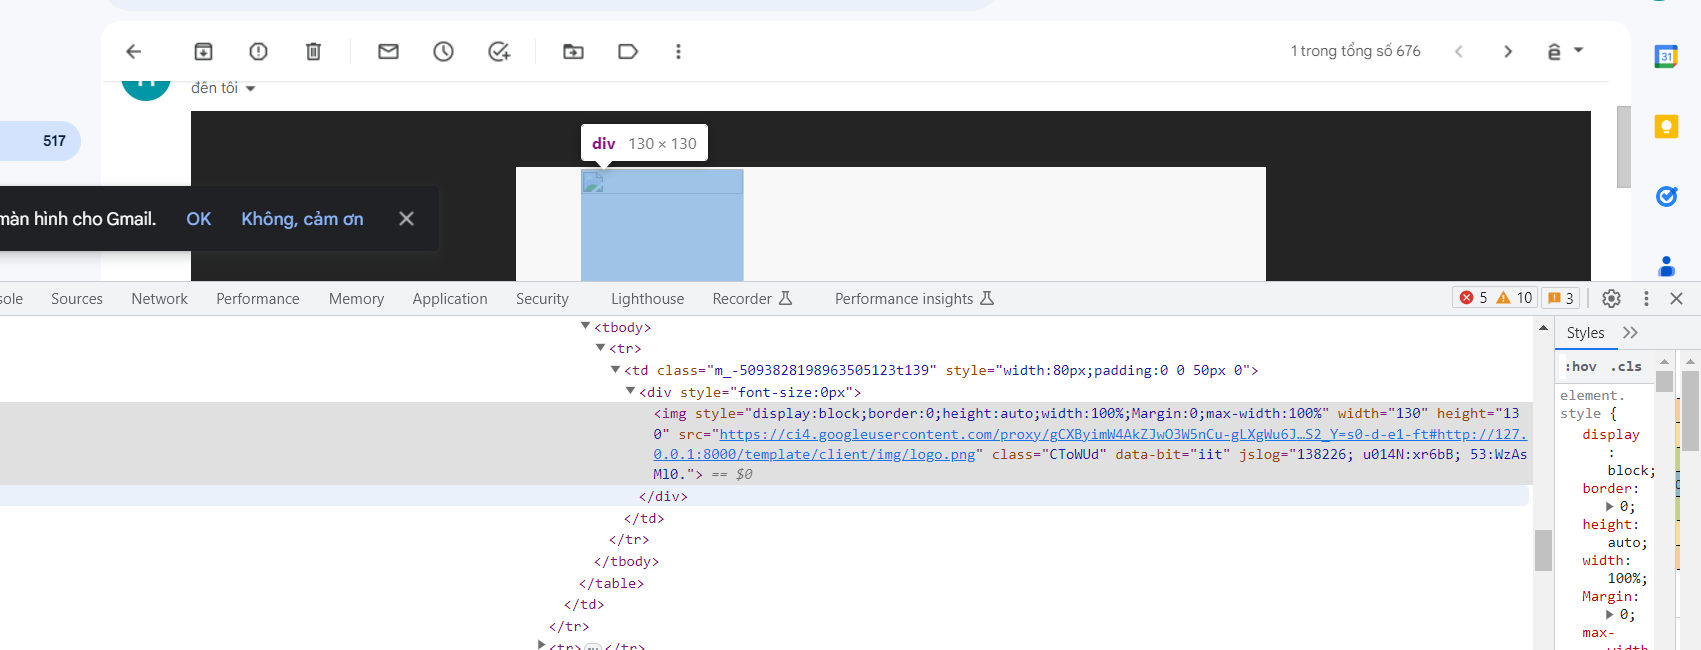 1 trong tổng số 676
đến tôi
517
div 130 × 130
màn hình cho Gmail. OK Không, cảm ơn
31
sole Sources Network Performance Memory Application Security Lighthouse Recorder Performance insights 5 10 3
<tbody>
<tr>
<td class="m_-5093828198963505123t139" style="width:80px;padding:0 0 50px 0">
<div style="font-size:0px">
<img style="display:block;border:0;height:auto;width:100%;Margin:0;max-width:100%" width="130" height="13
0" src="https://ci4.googleusercontent.com/proxy/gCXByimW4AkZJwO3W5nCu-gLXgWu6J…S2_Y=s0-d-e1-ft#http://127.
0.0.1:8000/template/client/img/logo.png" class="CToWUd" data-bit="iit" jslog="138226; u014N:xr6bB; 53:WzAs
Ml0."> == $0
</div>
</td>
</tr>
</tbody>
</table>
</td>
</tr>
<tr> … </tr>
Styles
:hov .cls
element.
style {
display
:
block;
border:
0;
height:
auto;
width:
100%;
Margin:
0;
max-
width